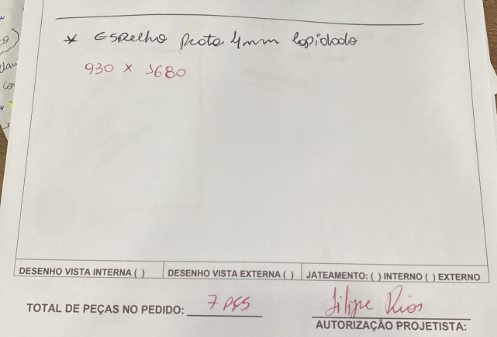 * Espelho prata 4mm lapidado
930 x 1680
DESENHO VISTA INTERNA ( ) DESENHO VISTA EXTERNA ( ) JATEAMENTO: ( ) INTERNO ( ) EXTERNO
TOTAL DE PEÇAS NO PEDIDO: 7 pçs
Filipe Rios
AUTORIZAÇÃO PROJETISTA: